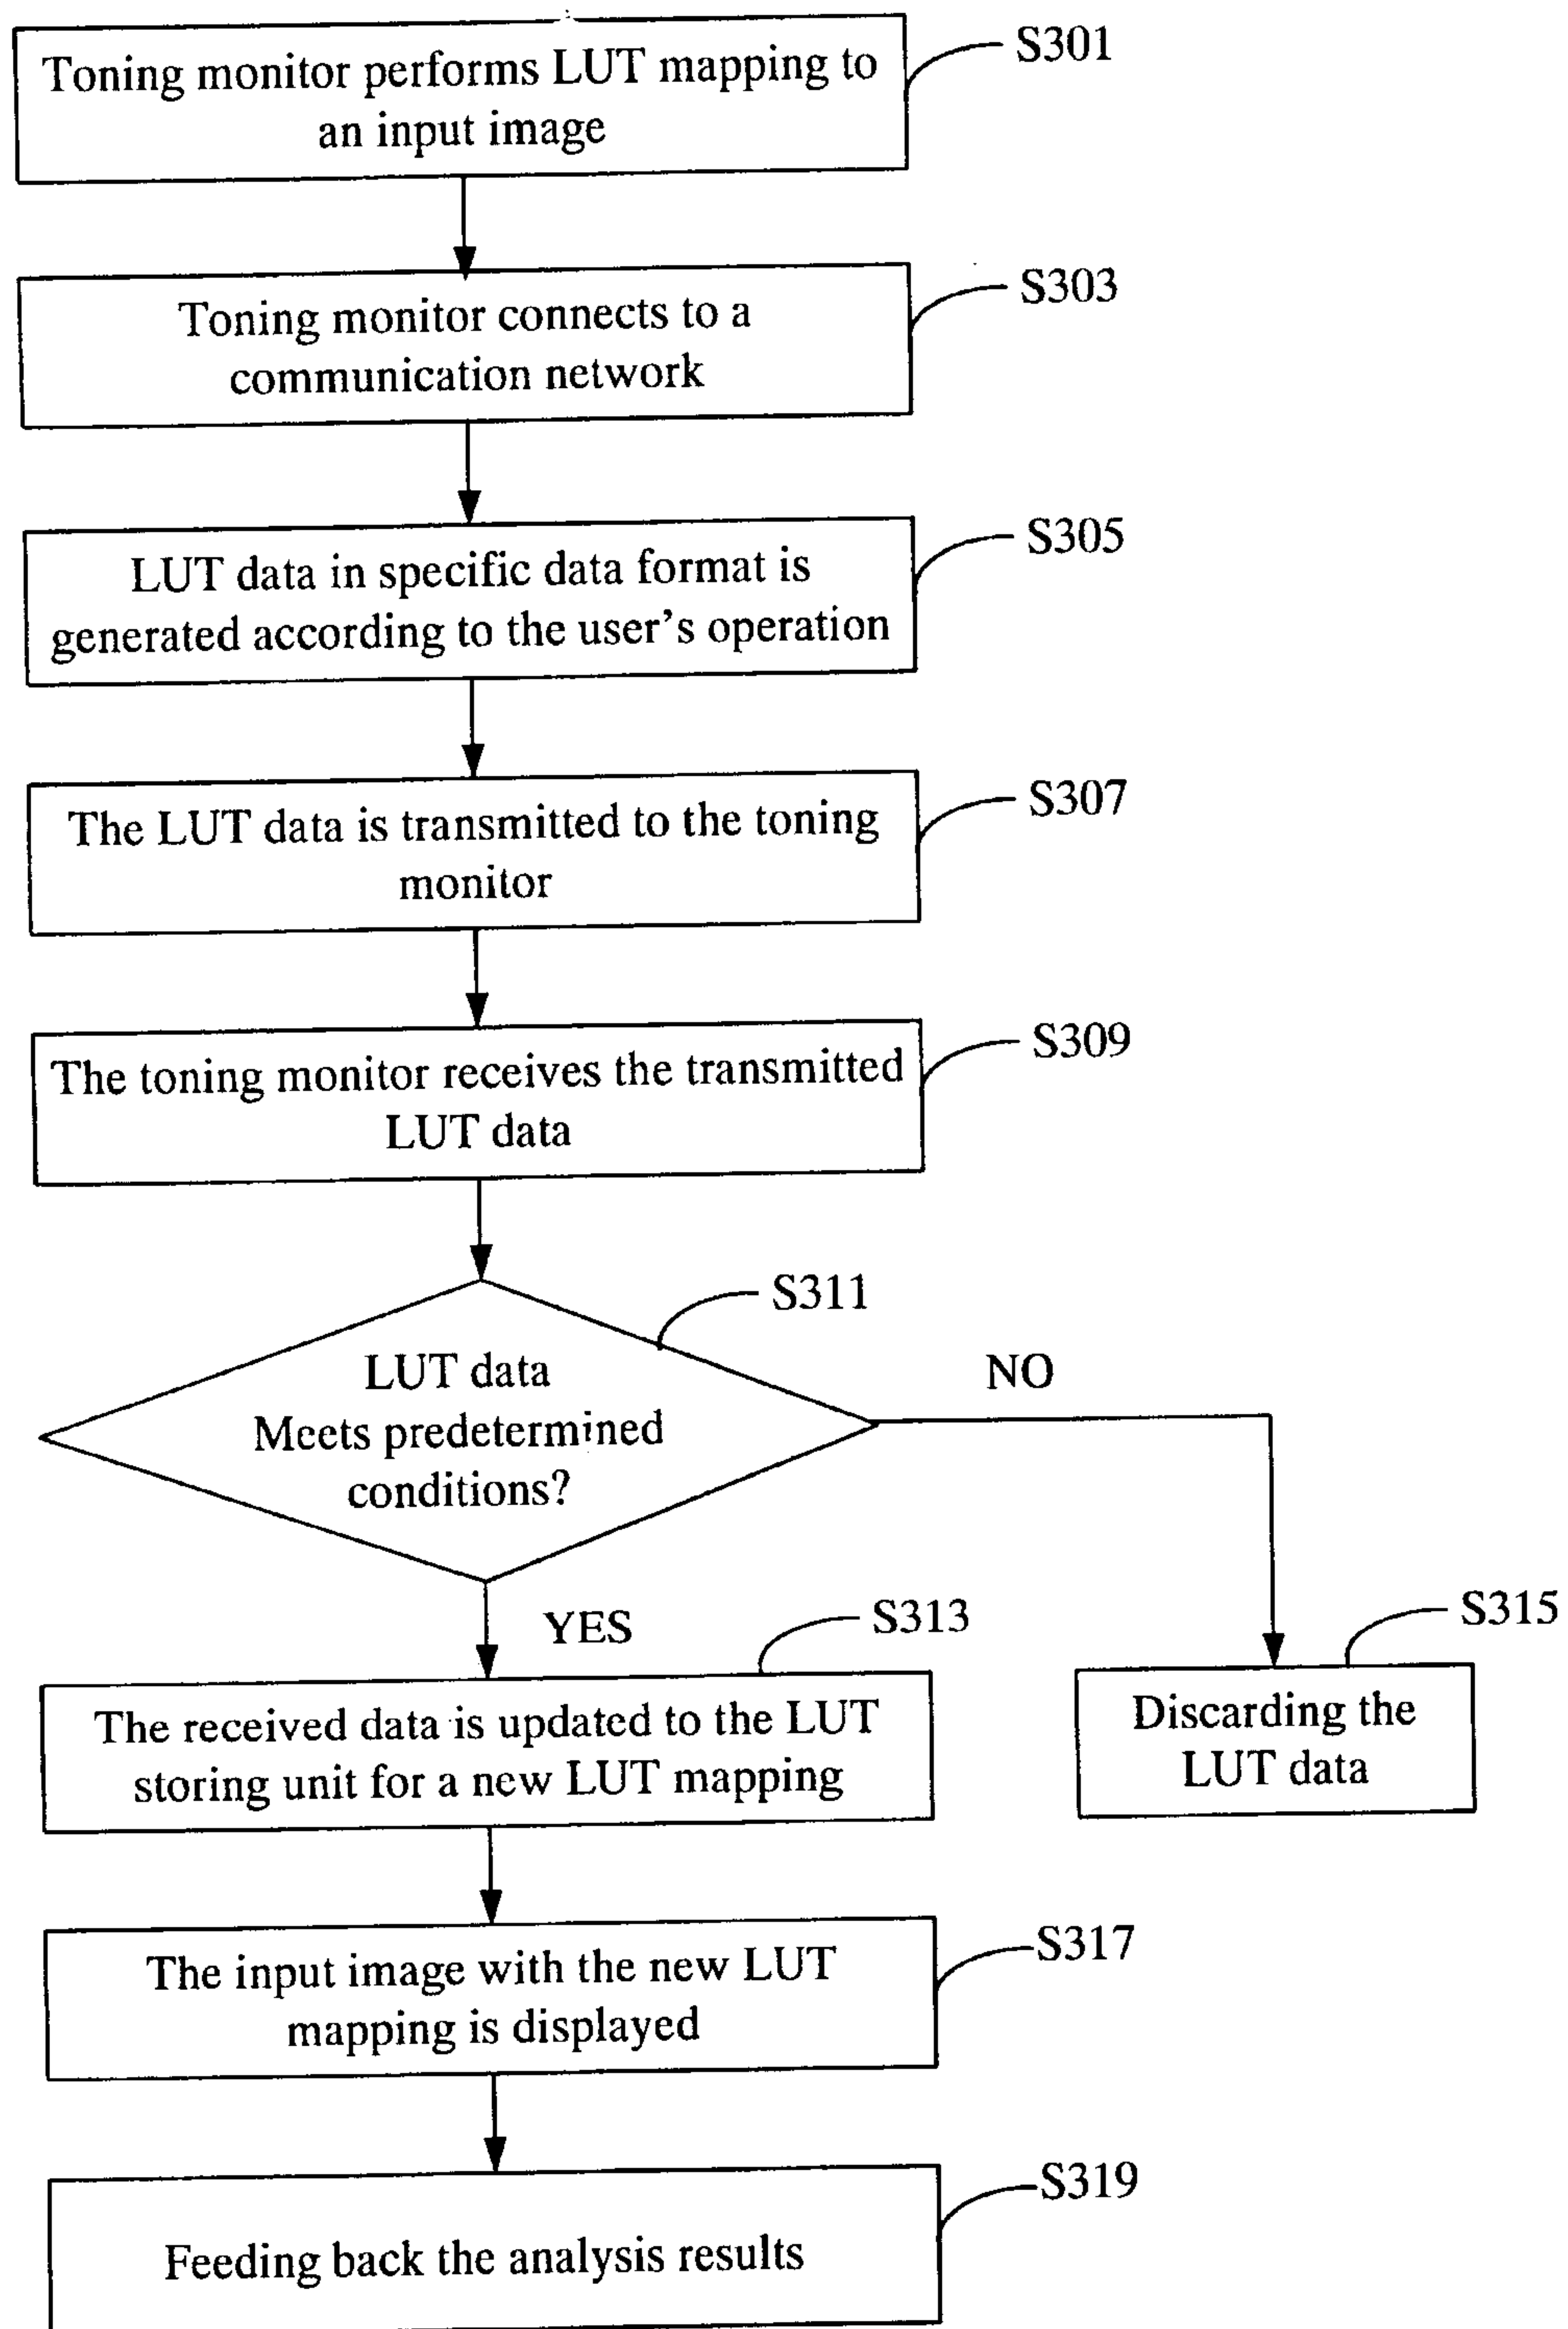 Toning monitor performs LUT mapping to
an input image
S301
Toning monitor connects to a
communication network
S303
LUT data in specific data format is
generated according to the user's operation
S305
The LUT data is transmitted to the toning
monitor
S307
The toning monitor receives the transmitted
LUT data
S309
LUT data
Meets predetermined
conditions?
S311
NO
YES
The received data is updated to the LUT
storing unit for a new LUT mapping
S313
Discarding the
LUT data
S315
The input image with the new LUT
mapping is displayed
S317
Feeding back the analysis results
S319